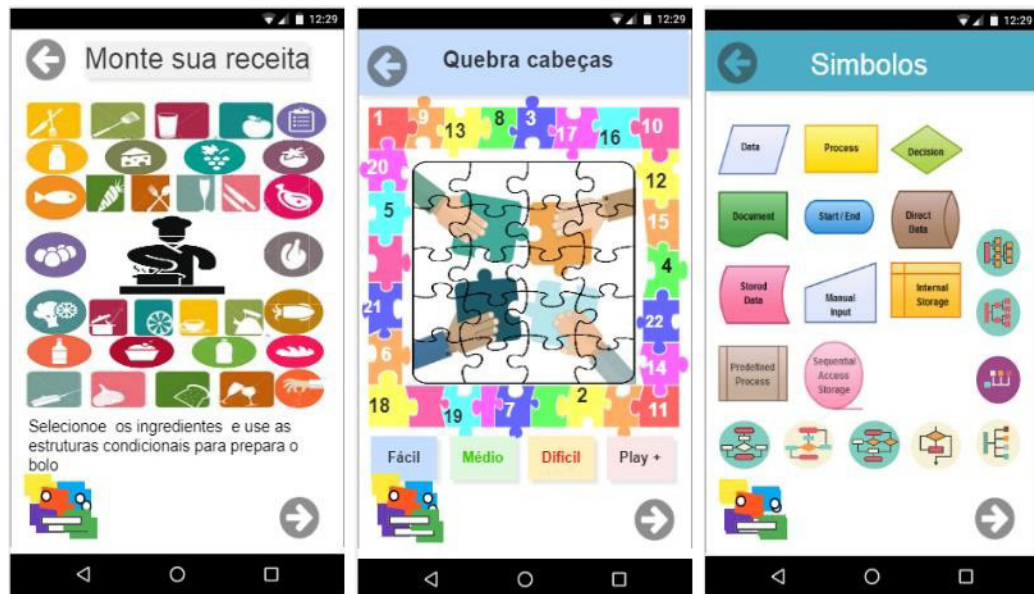 12:29
Monte sua receita
Selecionoe os ingredientes e use as
estruturas condicionais para prepara o
bolo
12:29
Quebra cabeças
1 9 13 8 3 17 16 10
20 12
5 15
4
21 22
6 14
18 19 7 2 11
Fácil Médio Dificil Play +
12:29
Simbolos
Data Process Decision
Document Start / End Direct
Data
Stored
Data Manual
Input Internal
Storage
Predefined
Process Sequential
Access
Storage